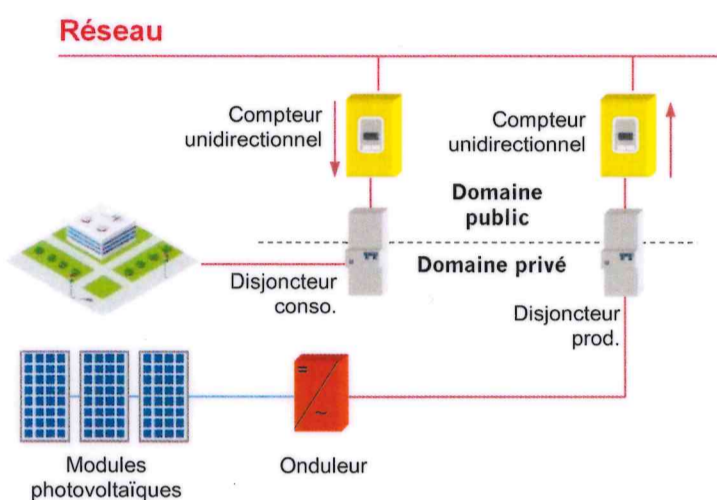 Réseau
Compteur
unidirectionnel
Compteur
unidirectionnel
Domaine
public
Domaine privé
Disjoncteur
conso.
Disjoncteur
prod.
Modules
photovoltaïques
Onduleur